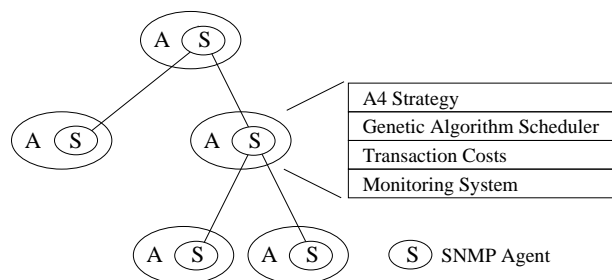 A S
A S
A S
A4 Strategy
Genetic Algorithm Scheduler
Transaction Costs
Monitoring System
A S
A S
S SNMP Agent